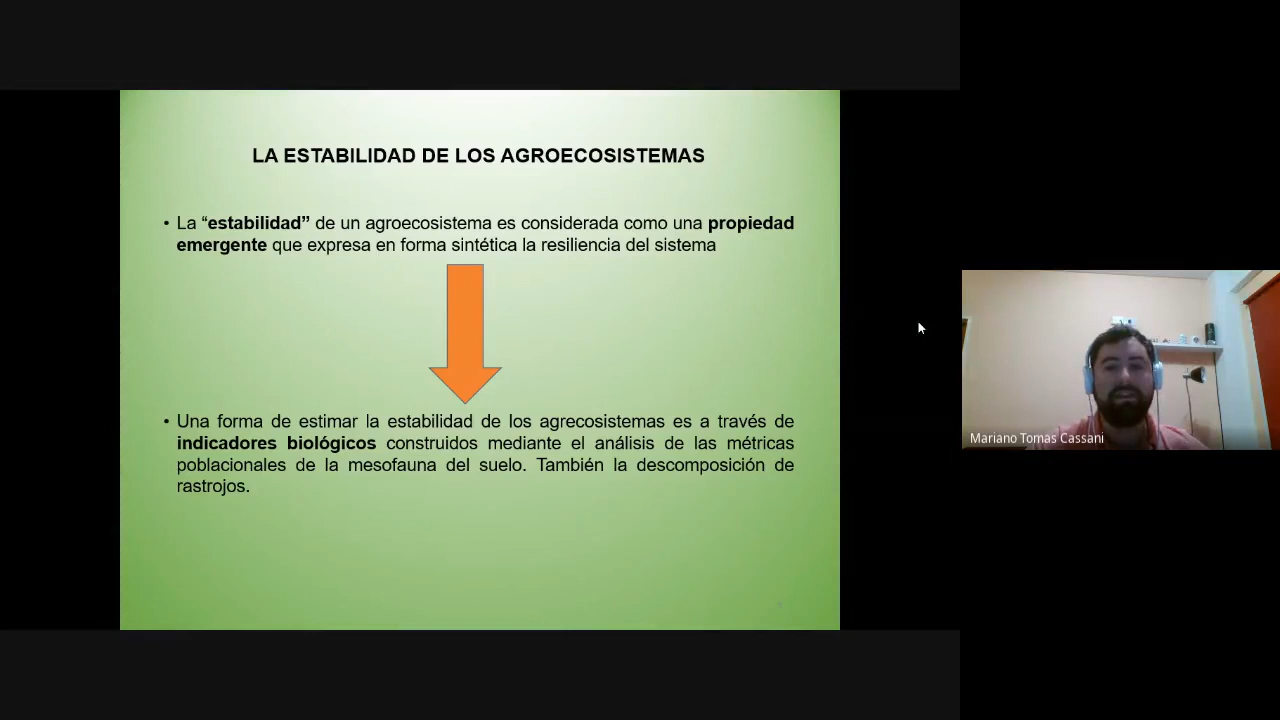 LA ESTABILIDAD DE LOS AGROECOSISTEMAS
• La “estabilidad” de un agroecosistema es considerada como una propiedad
emergente que expresa en forma sintética la resiliencia del sistema
• Una forma de estimar la estabilidad de los agrecosistemas es a través de
indicadores biológicos construidos mediante el análisis de las métricas
poblacionales de la mesofauna del suelo. También la descomposición de
rastrojos.
Mariano Tomas Cassani